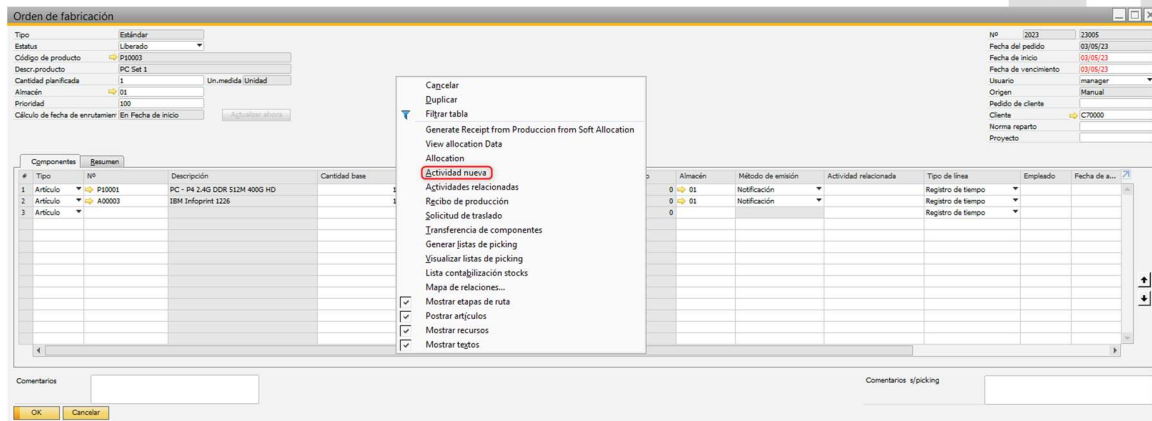 Orden de fabricación
Tipo Estándar
Estatus Liberado
Código de producto P10003
Descr.producto PC Set 1
Cantidad planificada 1 Un.medida Unidad
Almacén 01
Prioridad 100
Cálculo de fecha de enrutamien En Fecha de inicio Actualizar ahora
Nº 2023 23005
Fecha del pedido 03/05/23
Fecha de inicio 03/05/23
Fecha de vencimiento 03/05/23
Usuario manager
Origen Manual
Pedido de cliente
Cliente C70000
Norma reparto
Proyecto
Cancelar
Duplicar
Filtrar tabla
Generate Receipt from Produccion from Soft Allocation
View allocation Data
Allocation
Actividad nueva
Actividades relacionadas
Recibo de producción
Solicitud de traslado
Transferencia de componentes
Generar listas de picking
Visualizar listas de picking
Lista contabilización stocks
Mapa de relaciones...
Mostrar etapas de ruta
Postrar artículos
Mostrar recursos
Mostrar textos
Componentes Resumen
# Tipo Nº Descripción Cantidad base Almacén Método de emisión Actividad relacionada Tipo de línea Empleado Fecha de a...
1 Artículo P10001 PC - P4 2.4G DDR 512M 400G HD 1 0 01 Notificación Registro de tiempo
2 Artículo A00003 IBM Infoprint 1226 1 0 01 Notificación Registro de tiempo
3 Artículo 0 Registro de tiempo
Comentarios
Comentarios s/picking
OK Cancelar